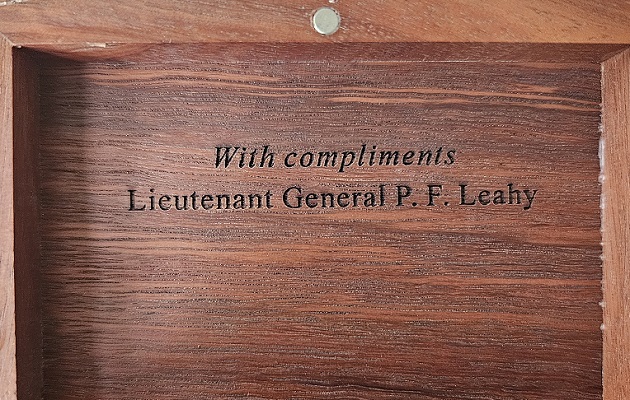 With compliments
Lieutenant General P. F. Leahy